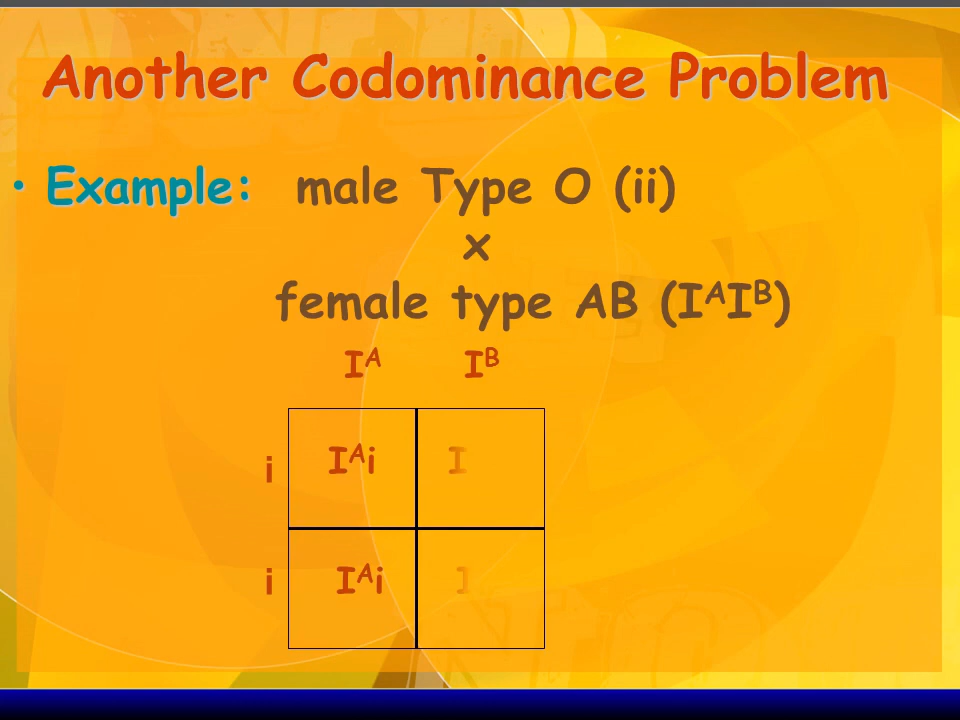 Another Codominance Problem
• Example: male Type O (ii)
x
female type AB (IᴬIᴮ)
Iᴬ Iᴮ
i Iᴬi I
i Iᴬi